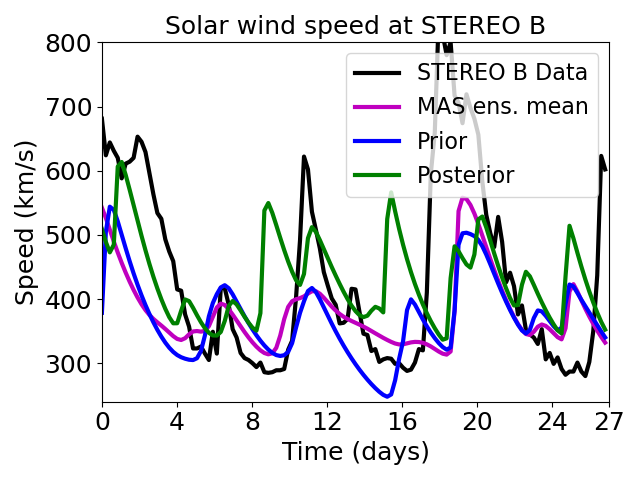 Solar wind speed at STEREO B
Speed (km/s)
800
700
600
500
400
300
STEREO B Data
MAS ens. mean
Prior
Posterior
0 4 8 12 16 20 24 27
Time (days)